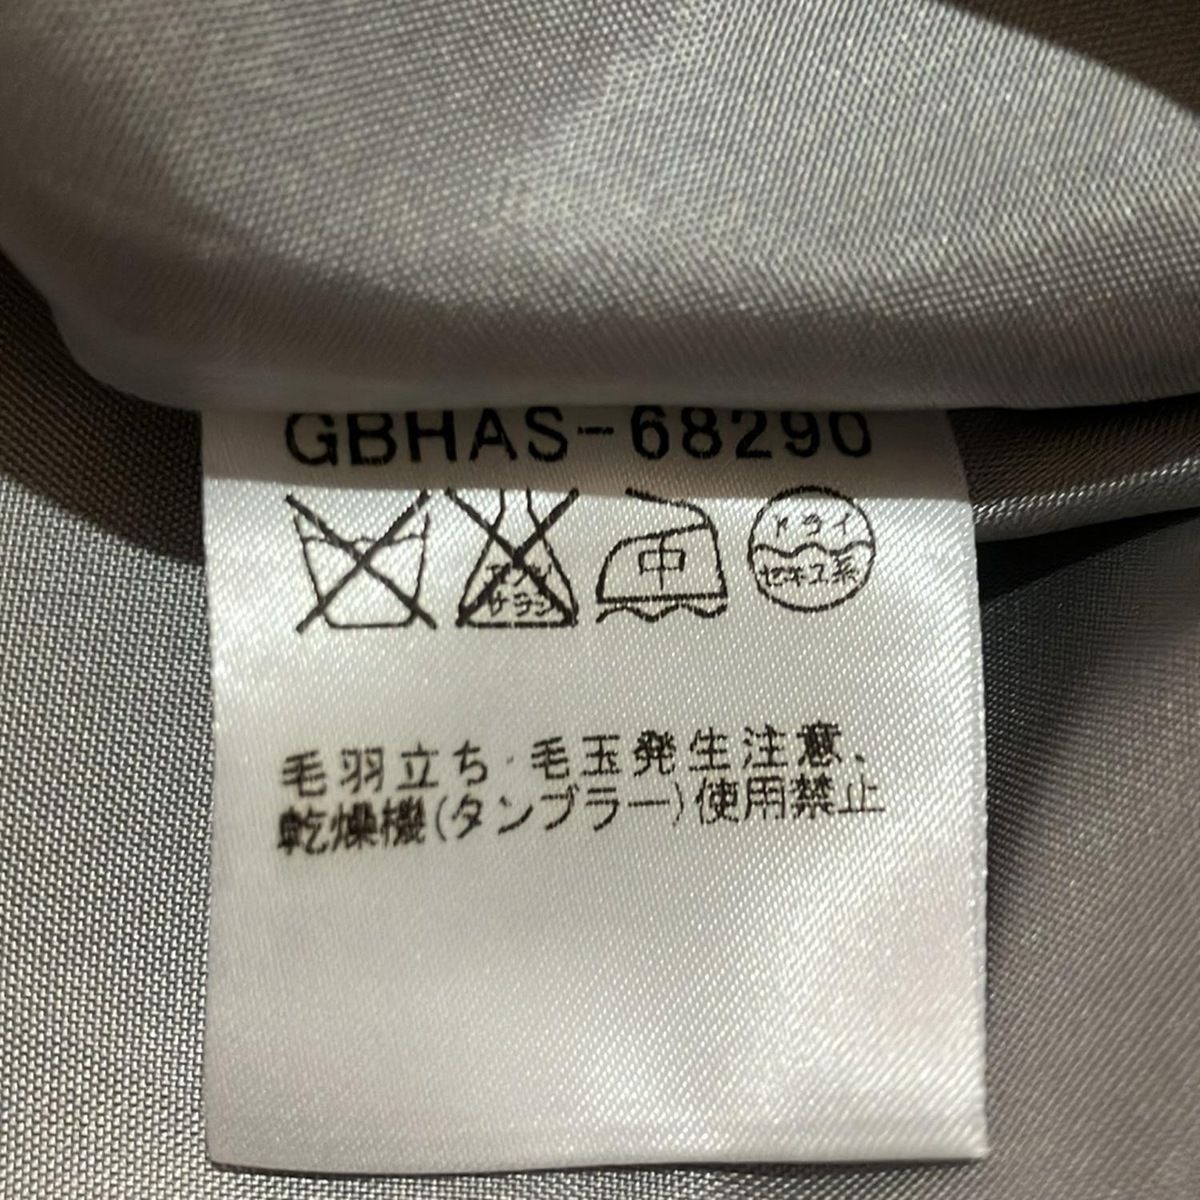 GBHAS-68290
エンソ サラシ
中
ドライ
セキユ系
毛羽立ち・毛玉発生注意、
乾燥機(タンブラー)使用禁止